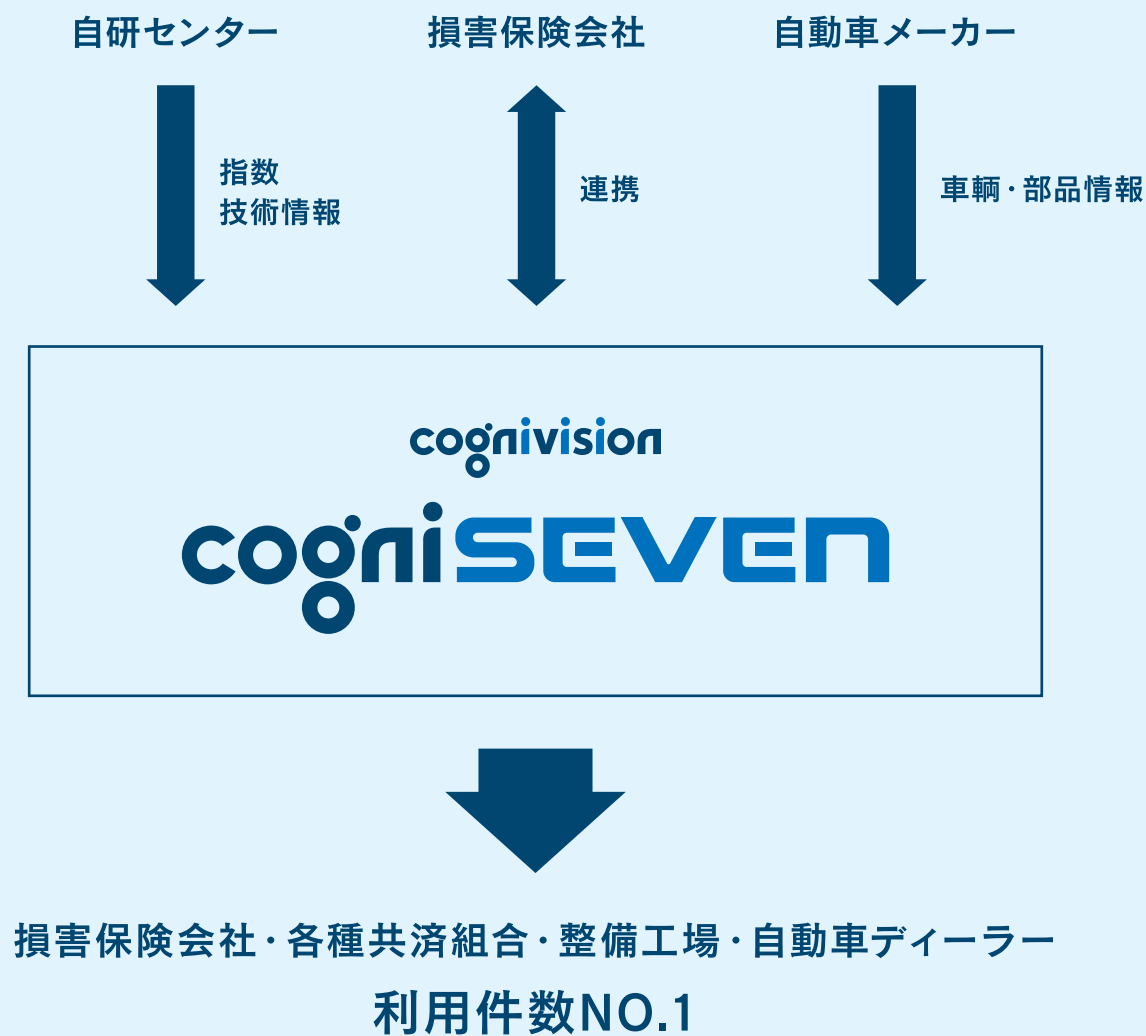 自研センター
損害保険会社
自動車メーカー
指数
技術情報
連携
車輌・部品情報
cognivision
cogniSEVEN
損害保険会社・各種共済組合・整備工場・自動車ディーラー
利用件数NO.1